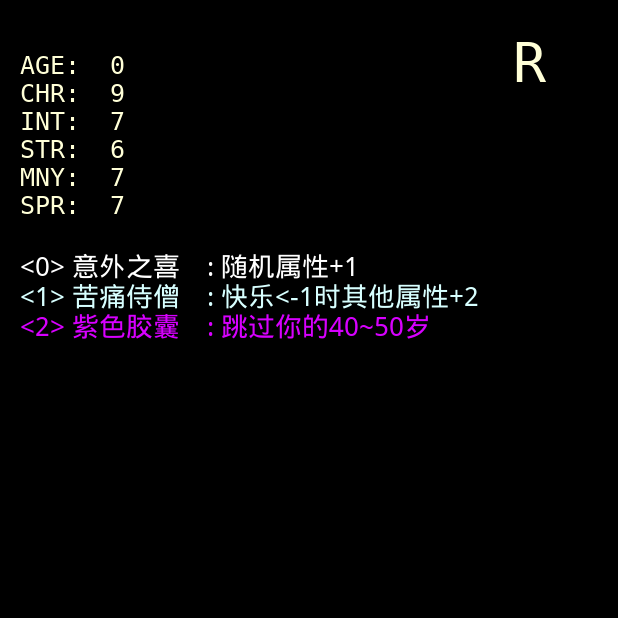 R
AGE: 0
CHR: 9
INT: 7
STR: 6
MNY: 7
SPR: 7
<0> 意外之喜 : 随机属性+1
<1> 苦痛侍僧 : 快乐<-1时其他属性+2
<2> 紫色胶囊 : 跳过你的40~50岁